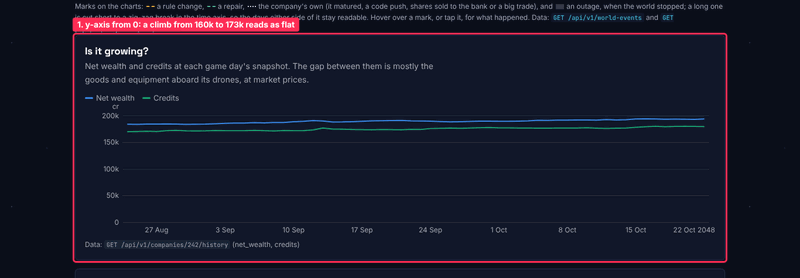 Marks on the charts: a rule change, a repair, the company's own (it matured, a code push, shares sold to the bank or a big trade), and an outage, when the world stopped; a long one
so the days either side of it stay readable. Hover over a mark, or tap it, for what happened. Data: GET /api/v1/world-events and GET
1. y-axis from 0: a climb from 160k to 173k reads as flat
Is it growing?
Net wealth and credits at each game day's snapshot. The gap between them is mostly the
goods and equipment aboard its drones, at market prices.
Net wealth Credits
cr
200k
150k
100k
50k
0
27 Aug 3 Sep 10 Sep 17 Sep 24 Sep 1 Oct 8 Oct 15 Oct 22 Oct 2048
Data: GET /api/v1/companies/242/history (net_wealth, credits)